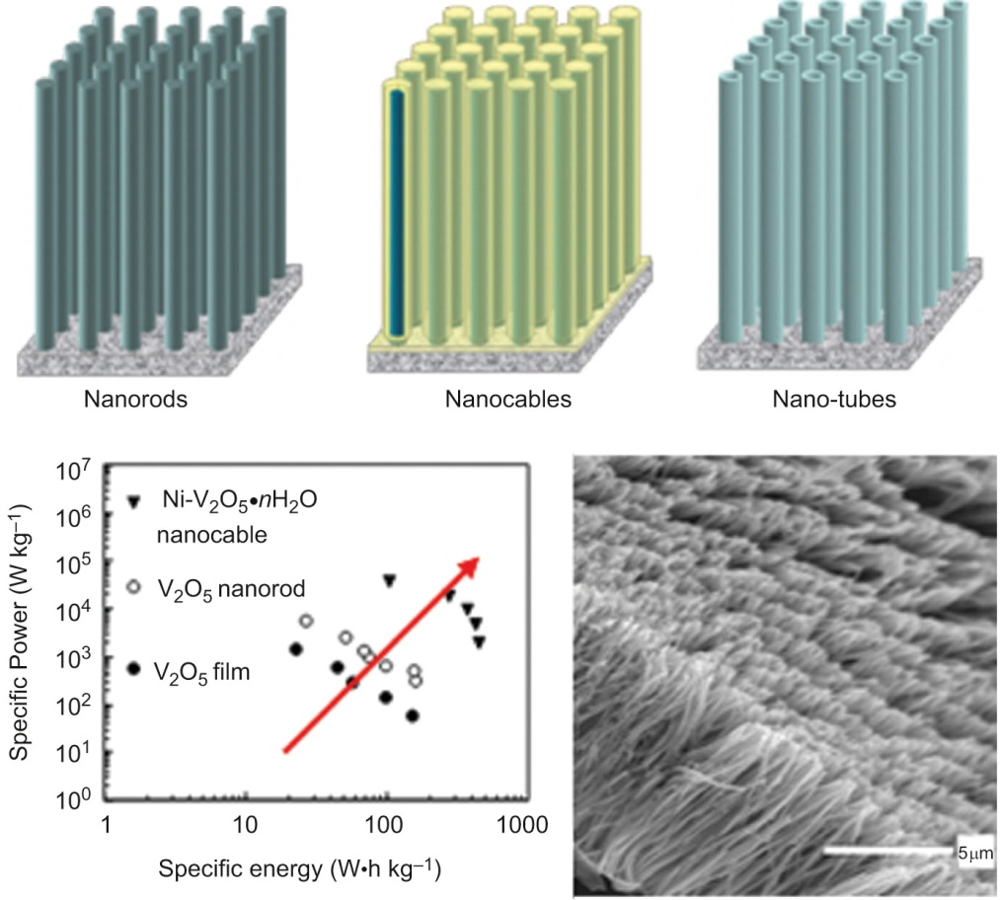 Nanorods
Nanocables
Nano-tubes
10⁷
10⁶
10⁵
10⁴
10³
10²
10¹
10⁰
Specific Power (W kg⁻¹)
Ni-V₂O₅•nH₂O
nanocable
V₂O₅ nanorod
V₂O₅ film
1
10
100
1000
Specific energy (W•h kg⁻¹)
5μm